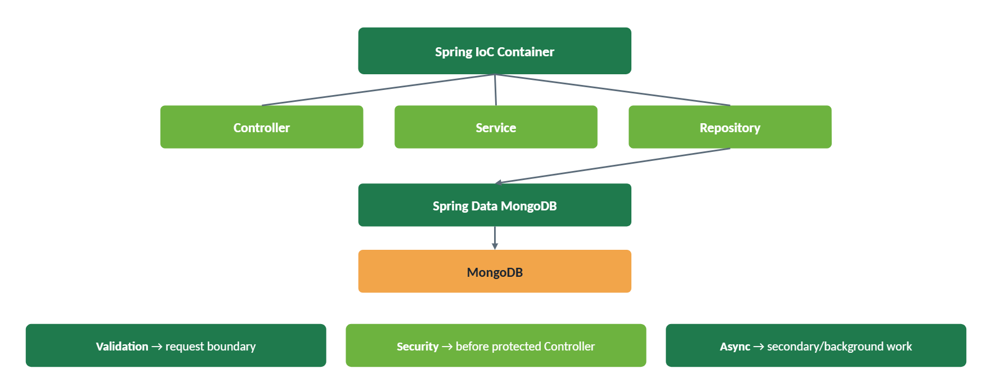 Spring IoC Container
Controller
Service
Repository
Spring Data MongoDB
MongoDB
Validation → request boundary
Security → before protected Controller
Async → secondary/background work